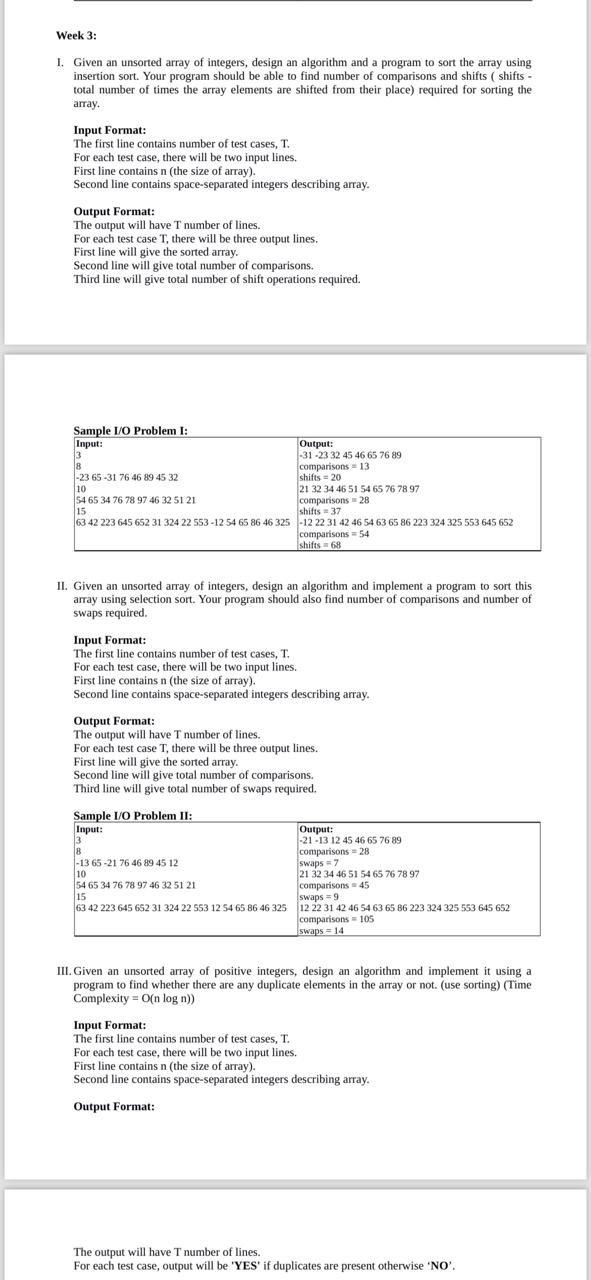 Week 3:
I. Given an unsorted array of integers, design an algorithm and a program to sort the array using
insertion sort. Your program should be able to find number of comparisons and shifts ( shifts -
total number of times the array elements are shifted from their place) required for sorting the
array.
Input Format:
The first line contains number of test cases, T.
For each test case, there will be two input lines.
First line contains n (the size of array).
Second line contains space-separated integers describing array.
Output Format:
The output will have T number of lines.
For each test case T, there will be three output lines.
First line will give the sorted array.
Second line will give total number of comparisons.
Third line will give total number of shift operations required.
Sample I/O Problem I:
Input:
3
8
-23 65 -31 76 46 89 45 32
10
54 65 34 76 78 97 46 32 51 21
15
63 42 223 645 652 31 324 22 553 -12 54 65 86 46 325
Output:
-31 -23 32 45 46 65 76 89
comparisons = 13
shifts = 20
21 32 34 46 51 54 65 76 78 97
comparisons = 28
shifts = 37
-12 22 31 42 46 54 63 65 86 223 324 325 553 645 652
comparisons = 54
shifts = 68
II. Given an unsorted array of integers, design an algorithm and implement a program to sort this
array using selection sort. Your program should also find number of comparisons and number of
swaps required.
Input Format:
The first line contains number of test cases, T.
For each test case, there will be two input lines.
First line contains n (the size of array).
Second line contains space-separated integers describing array.
Output Format:
The output will have T number of lines.
For each test case T, there will be three output lines.
First line will give the sorted array.
Second line will give total number of comparisons.
Third line will give total number of swaps required.
Sample I/O Problem II:
Input:
3
8
-13 65 -21 76 46 89 45 12
10
54 65 34 76 78 97 46 32 51 21
15
63 42 223 645 652 31 324 22 553 12 54 65 86 46 325
Output:
-21 -13 12 45 46 65 76 89
comparisons = 28
swaps = 7
21 32 34 46 51 54 65 76 78 97
comparisons = 45
swaps = 9
12 22 31 42 46 54 63 65 86 223 324 325 553 645 652
comparisons = 105
swaps = 14
III. Given an unsorted array of positive integers, design an algorithm and implement it using a
program to find whether there are any duplicate elements in the array or not. (use sorting) (Time
Complexity = O(n log n))
Input Format:
The first line contains number of test cases, T.
For each test case, there will be two input lines.
First line contains n (the size of array).
Second line contains space-separated integers describing array.
Output Format:
The output will have T number of lines.
For each test case, output will be 'YES' if duplicates are present otherwise ‘NO’.